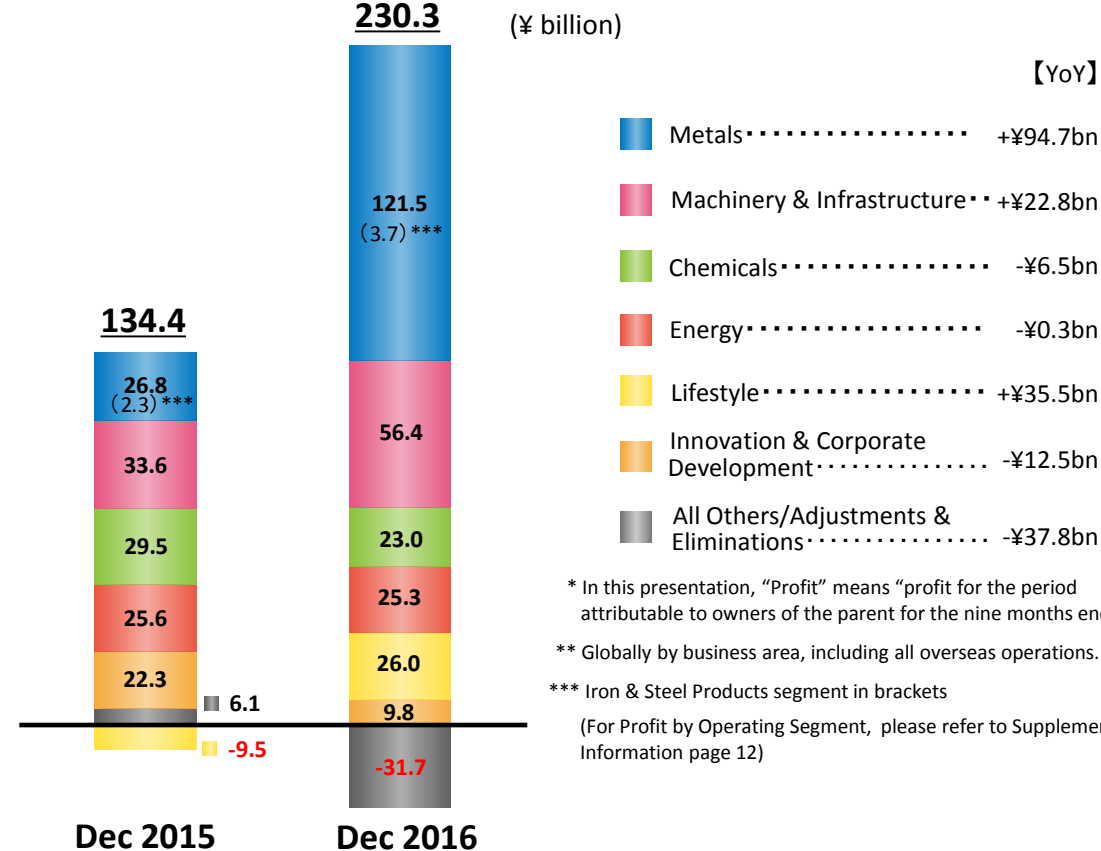 230.3
(¥ billion)
134.4
26.8
（2.3）***
33.6
29.5
25.6
22.3
6.1
-9.5
Dec 2015
121.5
（3.7）***
56.4
23.0
25.3
26.0
9.8
-31.7
Dec 2016
【YoY】
Metals················· +¥94.7bn
Machinery & Infrastructure·· +¥22.8bn
Chemicals················ -¥6.5bn
Energy·················· -¥0.3bn
Lifestyle················· +¥35.5bn
Innovation & Corporate
Development··············· -¥12.5bn
All Others/Adjustments &
Eliminations················ -¥37.8bn
* In this presentation, “Profit” means “profit for the period
attributable to owners of the parent for the nine months
** Globally by business area, including all overseas operations.
*** Iron & Steel Products segment in brackets
(For Profit by Operating Segment, please refer to
Information page 12)